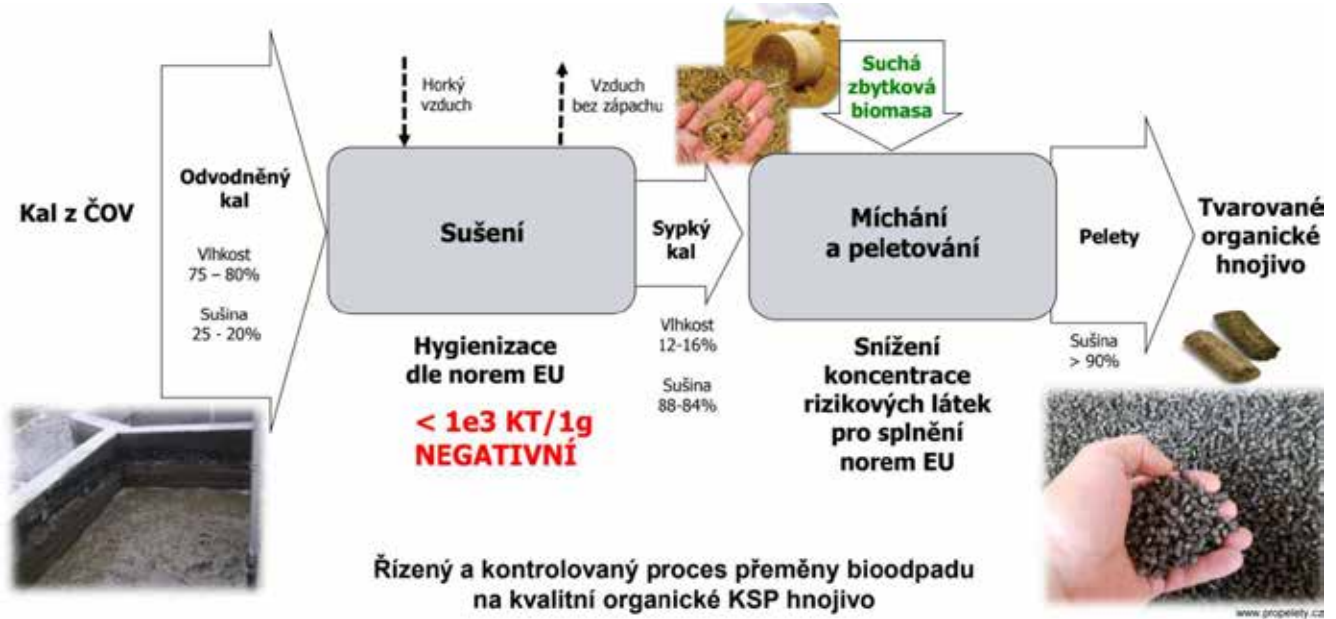 Kal z ČOV
Odvodněný
kal
Vlhkost
75 – 80%
Sušina
25 - 20%
Horký
vzduch
Vzduch
bez zápachu
Sušení
Hygienizace
dle norem EU
< 1e3 KT/1g
NEGATIVNÍ
Sypký
kal
Vlhkost
12-16%
Sušina
88-84%
Suchá
zbytková
biomasa
Míchání
a peletování
Snížení
koncentrace
rizikových látek
pro splnění
norem EU
Pelety
Sušina
> 90%
Tvarované
organické
hnojivo
Řízený a kontrolovaný proces přeměny bioodpadu
na kvalitní organické KSP hnojivo
www.propelety.cz